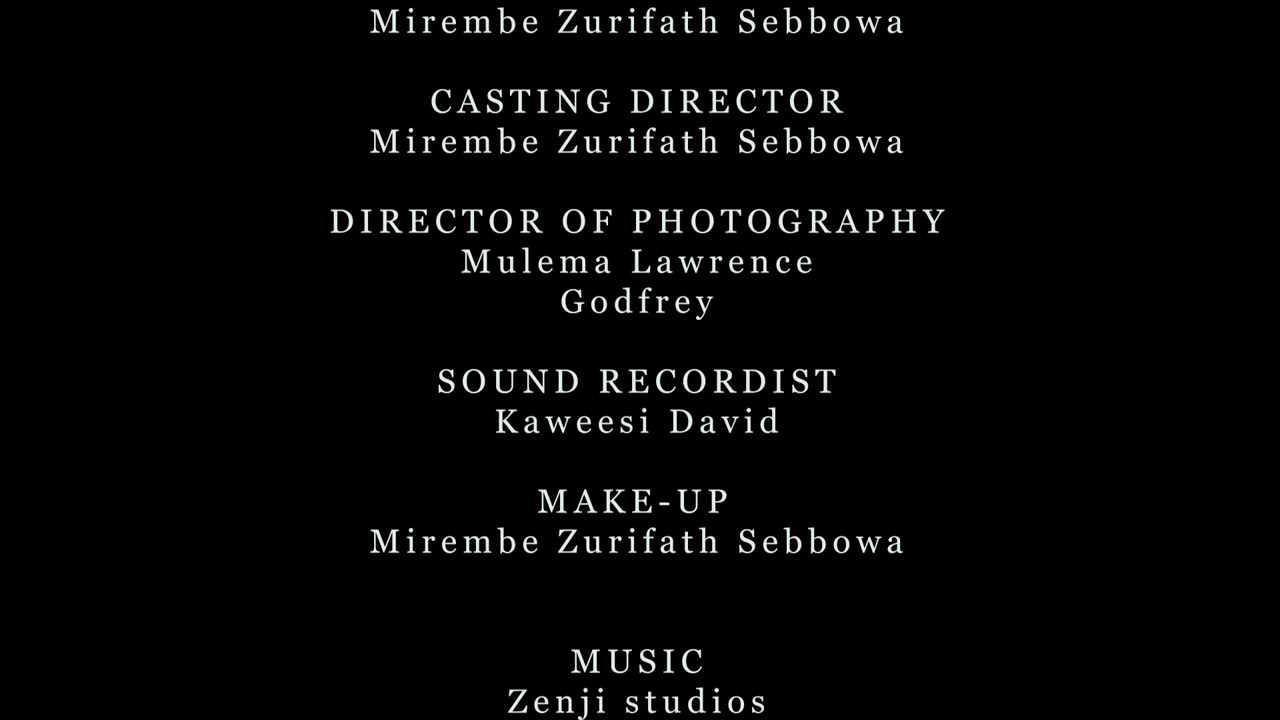 Mirembe Zurifath Sebbowa
CASTING DIRECTOR
Mirembe Zurifath Sebbowa
DIRECTOR OF PHOTOGRAPHY
Mulema Lawrence
Godfrey
SOUND RECORDIST
Kaweesi David
MAKE-UP
Mirembe Zurifath Sebbowa
MUSIC
Zenji studios